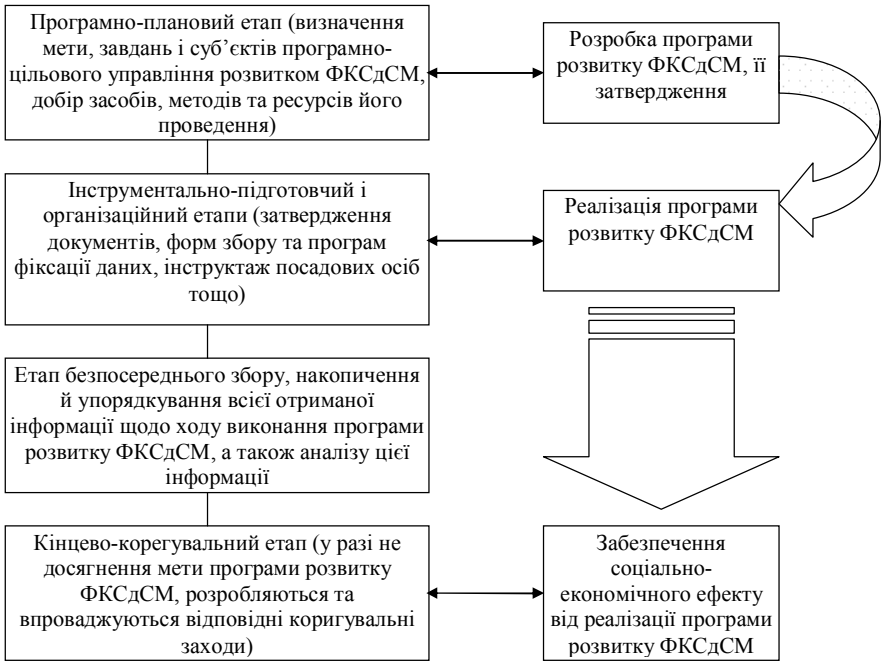 Програмно-плановий етап (визначення
мети, завдань і суб’єктів програмно-
цільового управління розвитком ФКСдСМ,
добір засобів, методів та ресурсів його
проведення)
Розробка програми
розвитку ФКСдСМ, її
затвердження
Інструментально-підготовчий і
організаційний етапи (затвердження
документів, форм збору та програм
фіксації даних, інструктаж посадових осіб
тощо)
Реалізація програми
розвитку ФКСдСМ
Етап безпосереднього збору, накопичення
й упорядкування всієї отриманої
інформації щодо ходу виконання програми
розвитку ФКСдСМ, а також аналізу цієї
інформації
Кінцево-корегувальний етап (у разі не
досягнення мети програми розвитку
ФКСдСМ, розробляються та
впроваджуються відповідні коригувальні
заходи)
Забезпечення
соціально-
економічного ефекту
від реалізації програми
розвитку ФКСдСМ